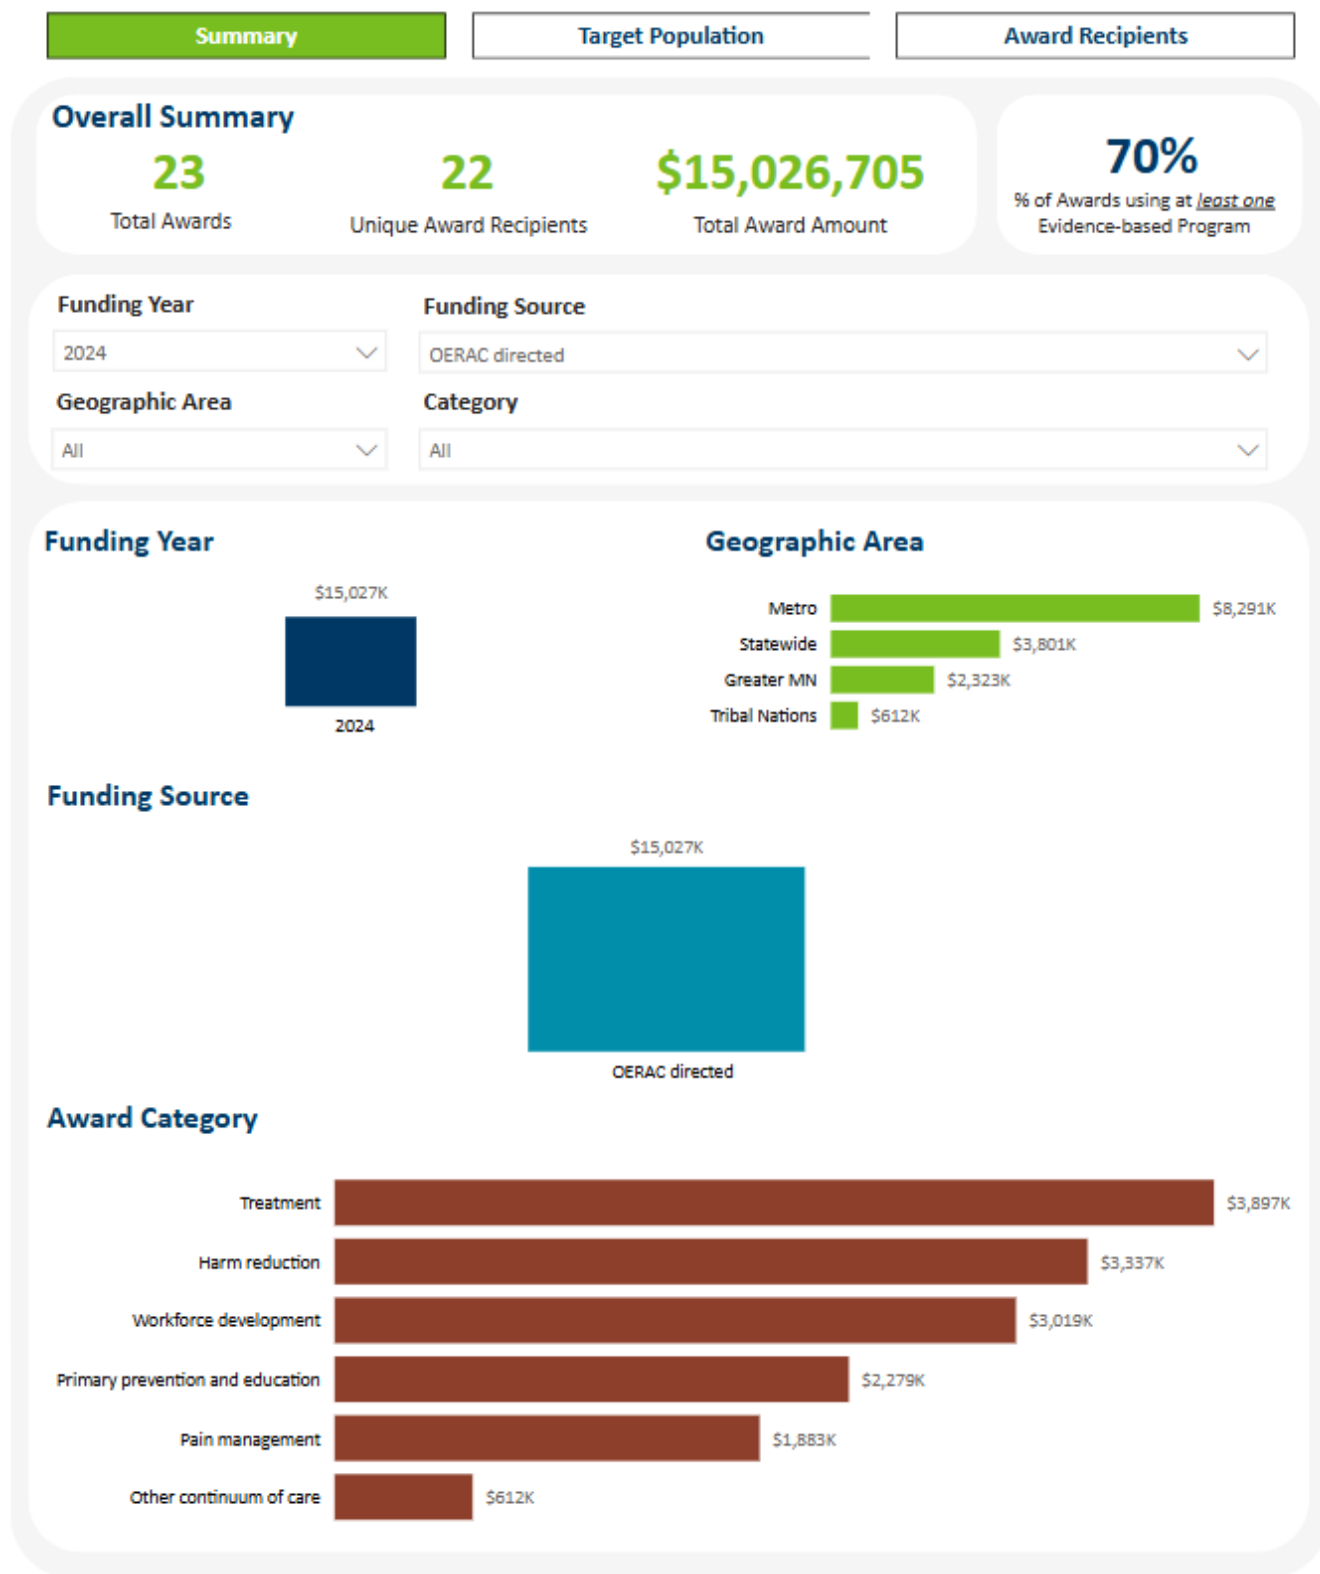 Summary
Target Population
Award Recipients
Overall Summary
23
Total Awards
22
Unique Award Recipients
$15,026,705
Total Award Amount
70%
% of Awards using at least one
Evidence-based Program
Funding Year
2024
Funding Source
OERAC directed
Geographic Area
All
Category
All
Funding Year
$15,027K
2024
Geographic Area
Metro $8,291K
Statewide $3,801K
Greater MN $2,323K
Tribal Nations $612K
Funding Source
$15,027K
OERAC directed
Award Category
Treatment $3,897K
Harm reduction $3,337K
Workforce development $3,019K
Primary prevention and education $2,279K
Pain management $1,883K
Other continuum of care $612K